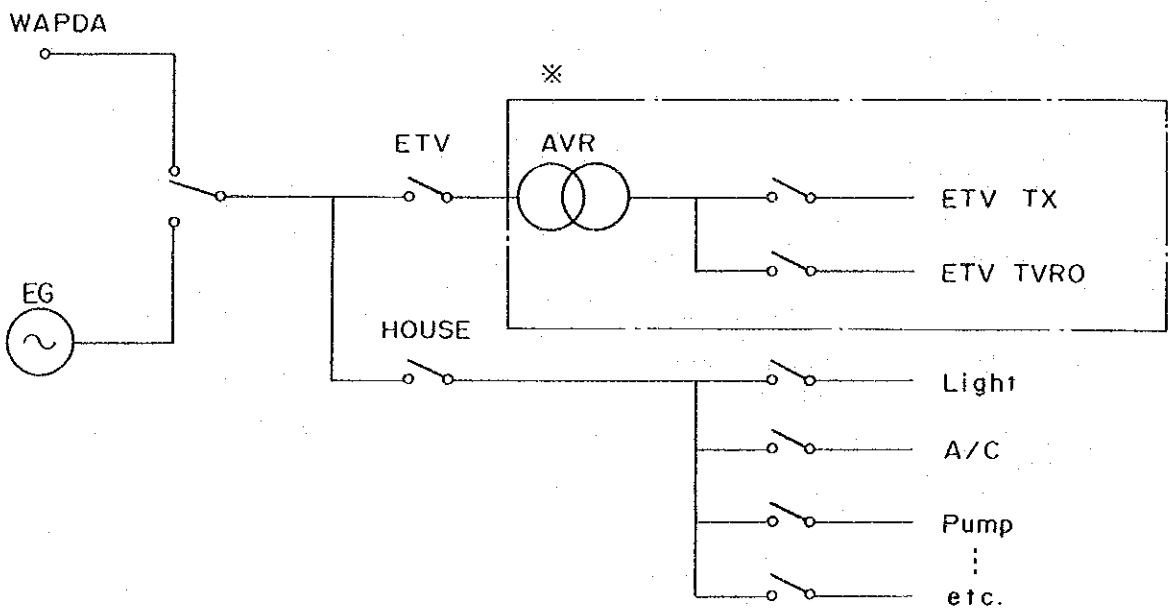 WAPDA
※
ETV
AVR
ETV TX
ETV TVRO
EG
HOUSE
Light
A/C
Pump
etc.